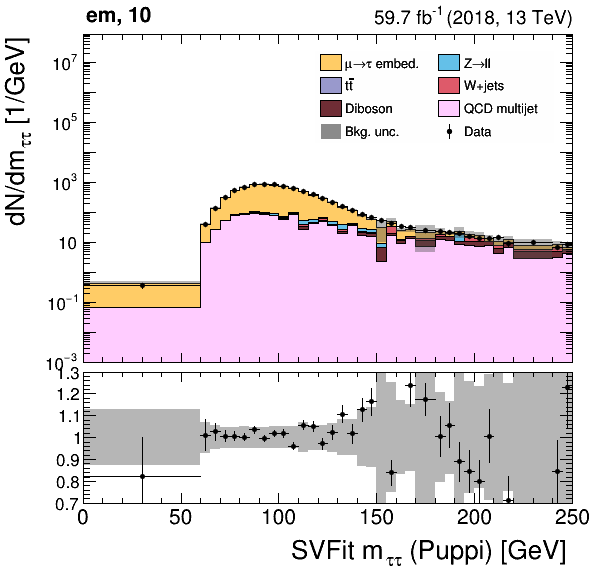 em, 10
59.7 fb⁻¹ (2018, 13 TeV)
dN/dm_ττ [1/GeV]
10⁷
10⁵
10³
10
10⁻¹
10⁻³
μ→τ embed.
Z→ll
tt̄
W+jets
Diboson
QCD multijet
Bkg. unc.
Data
1.3
1.2
1.1
1
0.9
0.8
0.7
0 50 100 150 200 250
SVFit m_ττ (Puppi) [GeV]